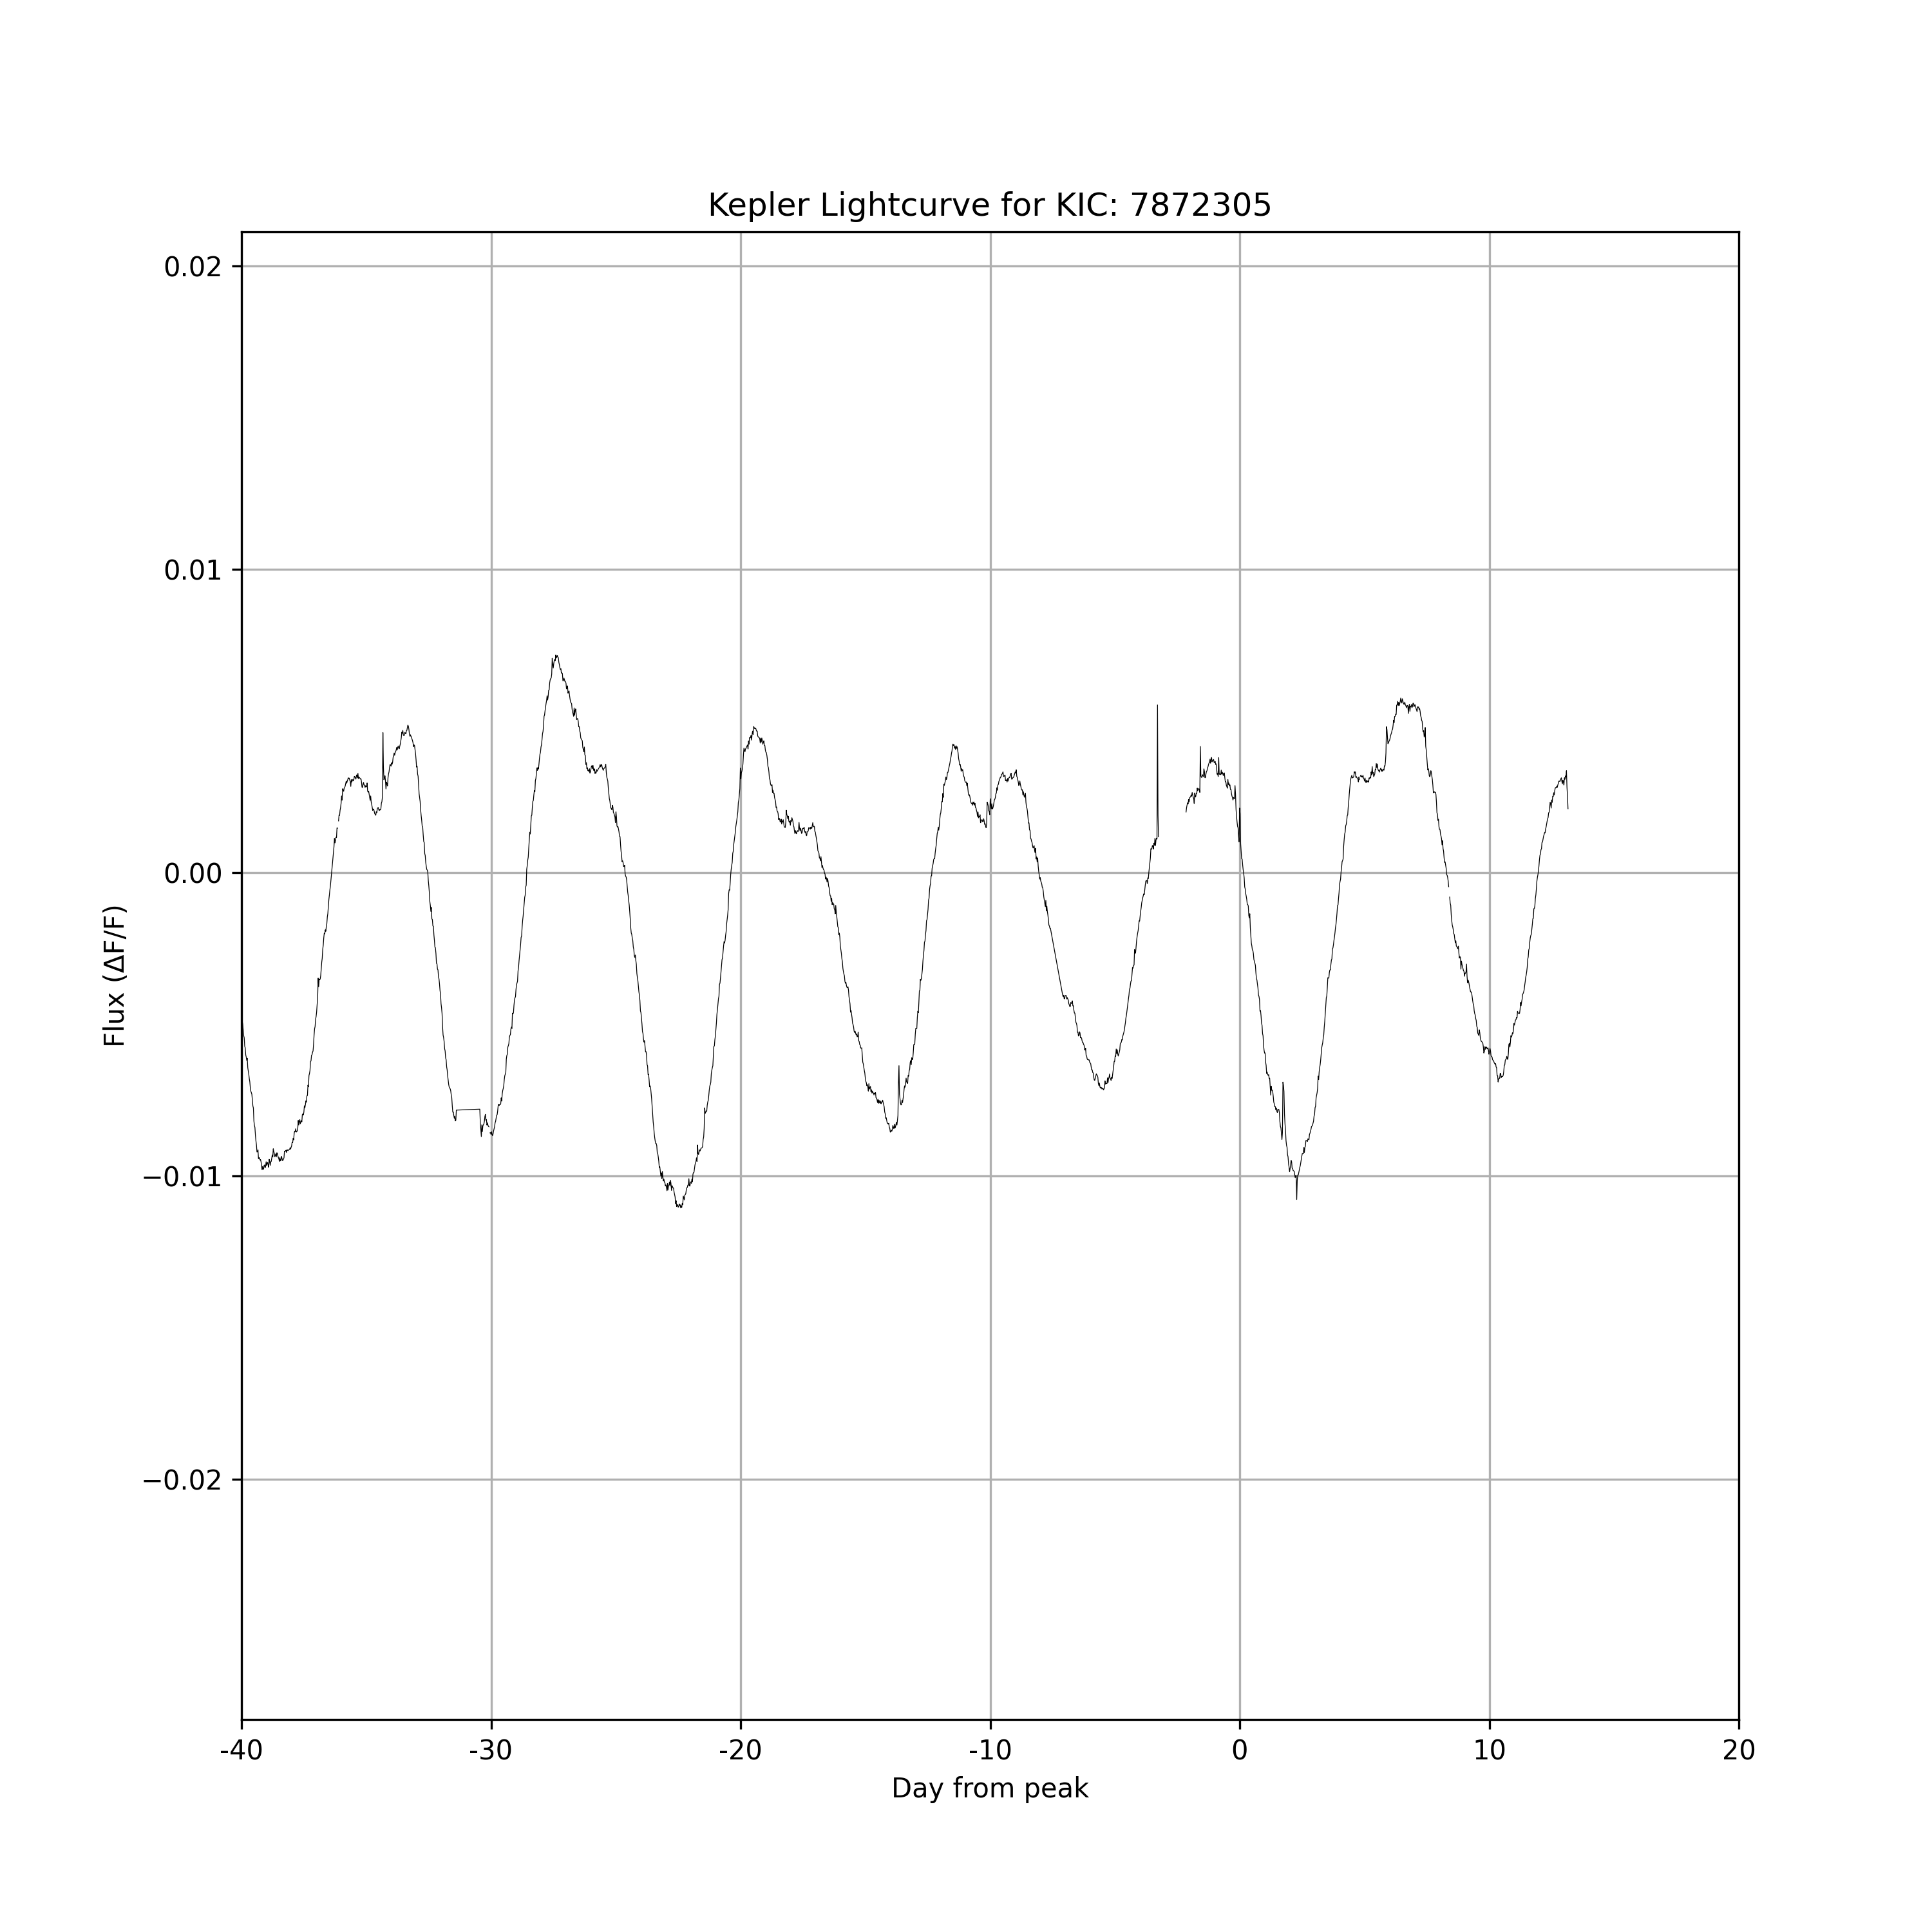 Kepler Lightcurve for KIC: 7872305
0.02
0.01
0.00
−0.01
−0.02
Flux (ΔF/F)
-40 -30 -20 -10 0 10 20
Day from peak